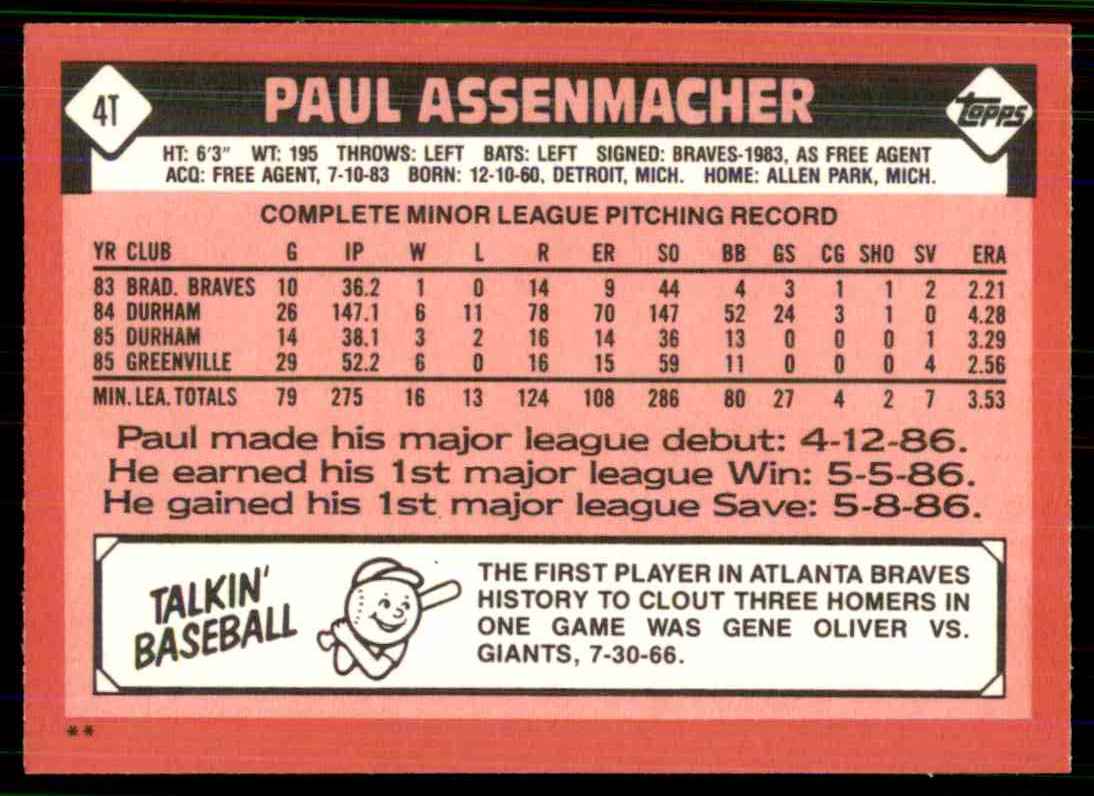 4T
PAUL ASSENMACHER
Topps
HT: 6'3" WT: 195 THROWS: LEFT BATS: LEFT SIGNED: BRAVES-1983, AS FREE AGENT
ACQ: FREE AGENT, 7-10-83 BORN: 12-10-60, DETROIT, MICH. HOME: ALLEN PARK, MICH.
COMPLETE MINOR LEAGUE PITCHING RECORD
YR CLUB G IP W L R ER SO BB GS CG SHO SV ERA
83 BRAD. BRAVES 10 36.2 1 0 14 9 44 4 3 1 1 2 2.21
84 DURHAM 26 147.1 6 11 78 70 147 52 24 3 1 0 4.28
85 DURHAM 14 38.1 3 2 16 14 36 13 0 0 0 1 3.29
85 GREENVILLE 29 52.2 6 0 16 15 59 11 0 0 0 4 2.56
MIN. LEA. TOTALS 79 275 16 13 124 108 286 80 27 4 2 7 3.53
Paul made his major league debut: 4-12-86.
He earned his 1st major league Win: 5-5-86.
He gained his 1st major league Save: 5-8-86.
TALKIN'
BASEBALL
THE FIRST PLAYER IN ATLANTA BRAVES
HISTORY TO CLOUT THREE HOMERS IN
ONE GAME WAS GENE OLIVER VS.
GIANTS, 7-30-66.
**